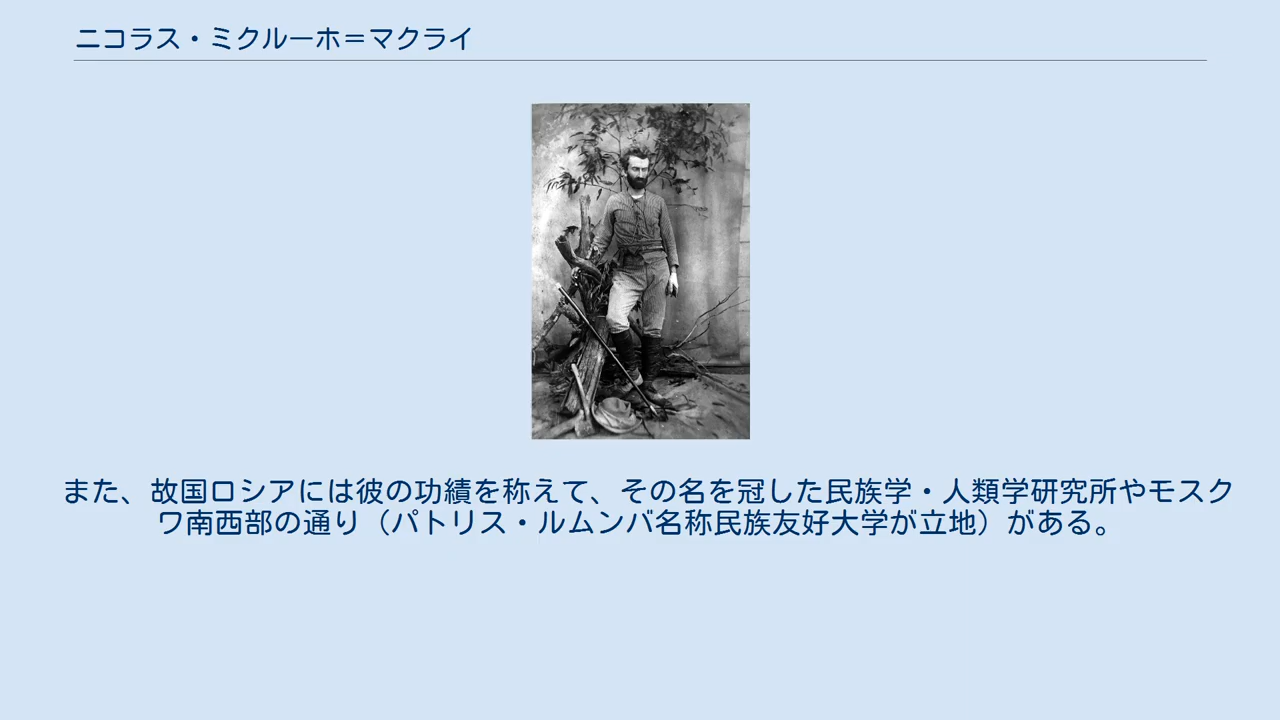 ニコラス・ミクルーホ＝マクライ
また、故国ロシアには彼の功績を称えて、その名を冠した民族学・人類学研究所やモスク
ワ南西部の通り（パトリス・ルムンバ名称民族友好大学が立地）がある。